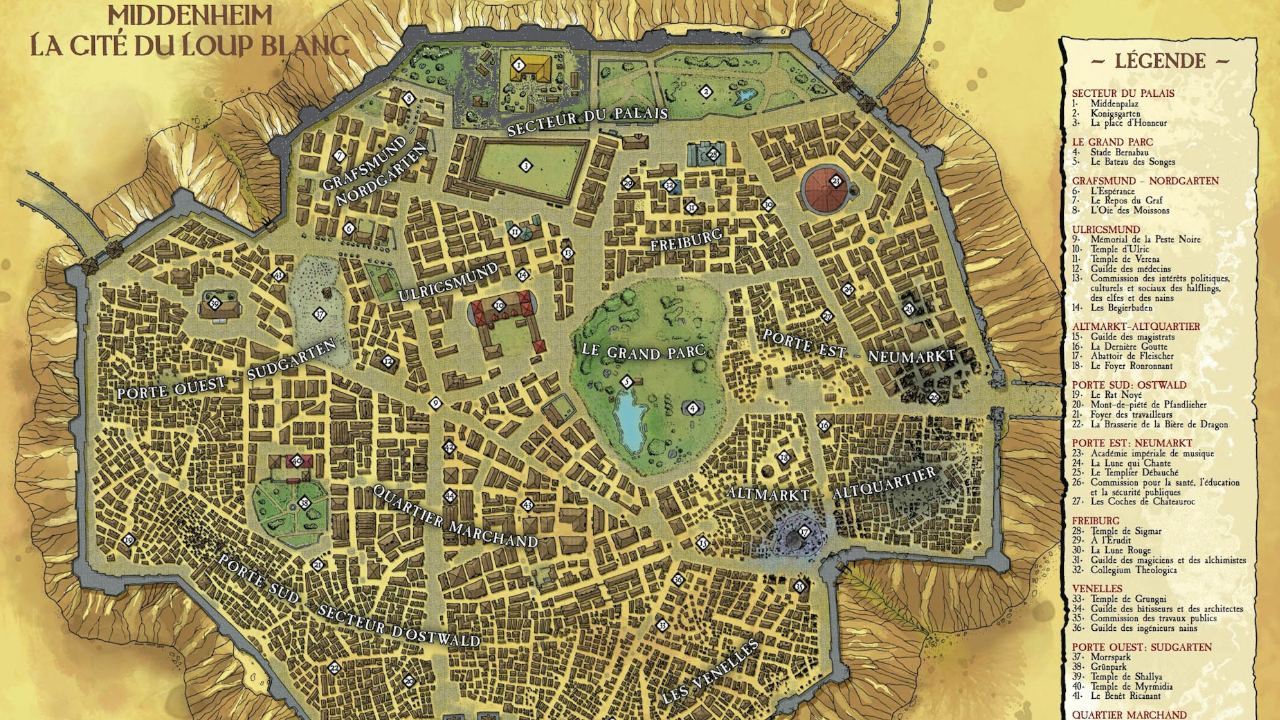 MIDDENHEIM
LA CITÉ DU LOUP BLANC
SECTEUR DU PALAIS
GRAFSMUND
NORDGARTEN
FREIBURG
ULRICSMUND
LE GRAND PARC
PORTE EST - NEUMARKT
PORTE OUEST - SUDGARTEN
ALTMARKT - ALTQUARTIER
QUARTIER MARCHAND
PORTE SUD - SECTEUR D'OSTWALD
LES VENELLES
~ LÉGENDE ~
SECTEUR DU PALAIS
1· Middenpalaz
2· Konigsgarten
3· La place d'Honneur
LE GRAND PARC
4· Stade Bernabau
5· Le Bateau des Songes
GRAFSMUND - NORDGARTEN
6· L'Espérance
7· Le Repos du Graf
8· L'Oie des Moissons
ULRICSMUND
9· Mémorial de la Peste Noire
10· Temple d'Ulric
11· Temple de Verena
12· Guilde des médecins
13· Commission des intérêts politiques,
culturels et sociaux des halflings,
des elfes et des nains
14· Les Begierbaden
ALTMARKT-ALTQUARTIER
15· Guilde des magistrats
16· La Dernière Goutte
17· Abattoir de Fleischer
18· Le Foyer Ronronnant
PORTE SUD: OSTWALD
19· Le Rat Noyé
20· Mont-de-piété de Pfandlieher
21· Foyer des travailleurs
22· La Brasserie de la Bière de Dragon
PORTE EST: NEUMARKT
23· Académie impériale de musique
24· La Lune qui Chante
25· Le Templier Débauché
26· Commission pour la santé, l'éducation
et la sécurité publiques
27· Les Coches de Chateauroc
FREIBURG
28· Temple de Sigmar
29· A l'Érudit
30· La Lune Rouge
31· Guilde des magiciens et des alchimistes
32· Collegium Theologica
VENELLES
33· Temple de Grungni
34· Guilde des bâtisseurs et des architectes
35· Commission des travaux publics
36· Guilde des ingénieurs nains
PORTE OUEST: SUDGARTEN
37· Morrspark
38· Grünpark
39· Temple de Shallya
40· Temple de Myrmidia
41· Le Benêt Ricanant
QUARTIER MARCHAND